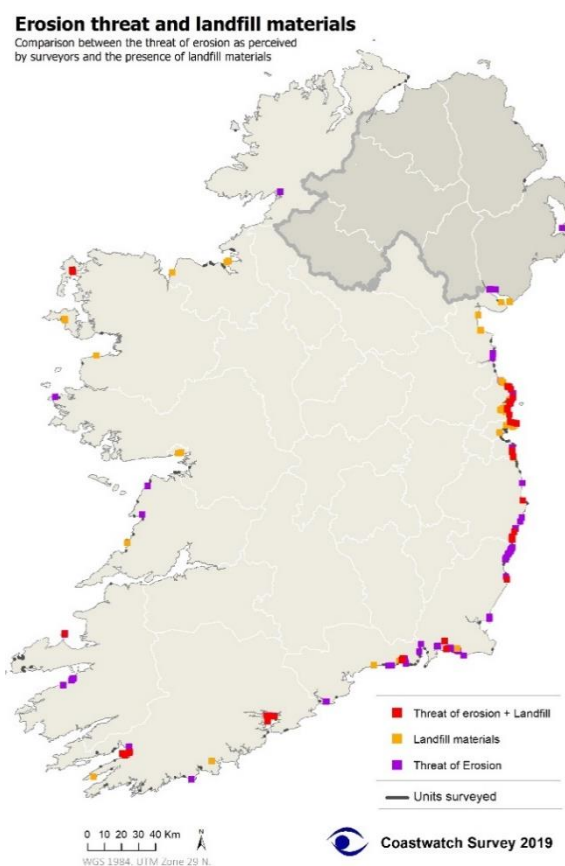 Erosion threat and landfill materials
Comparison between the threat of erosion as perceived
by surveyors and the presence of landfill materials
Threat of erosion + Landfill
Landfill materials
Threat of Erosion
Units surveyed
0 10 20 30 40 Km
N
WGS 1984. UTM Zone 29 N.
Coastwatch Survey 2019